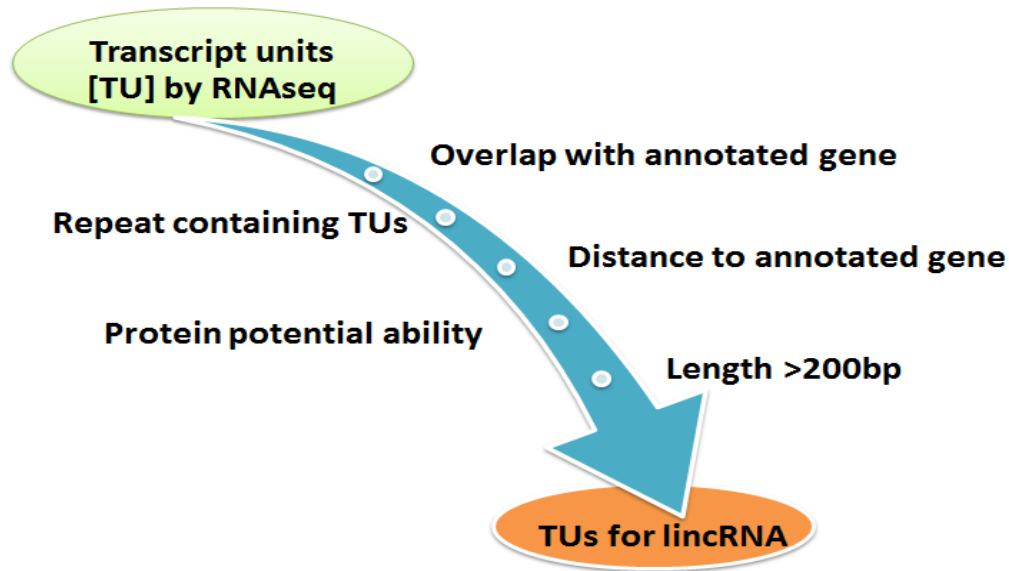 Transcript units
[TU] by RNAseq
Overlap with annotated gene
Repeat containing TUs
Distance to annotated gene
Protein potential ability
Length >200bp
TUs for lincRNA